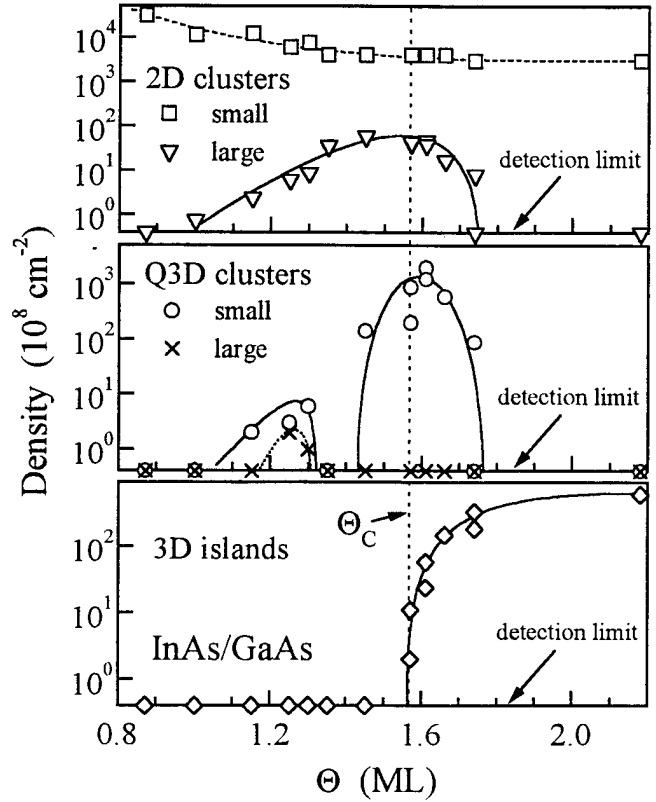 10^4
10^3
2D clusters
small
10^2
large
10^1
detection limit
10^0
Q3D clusters
10^3
small
large
10^2
detection limit
10^1
10^0
Density (10^8 cm^-2)
Θ_C
10^2
3D islands
10^1
detection limit
InAs/GaAs
10^0
0.8 1.2 1.6 2.0
Θ (ML)